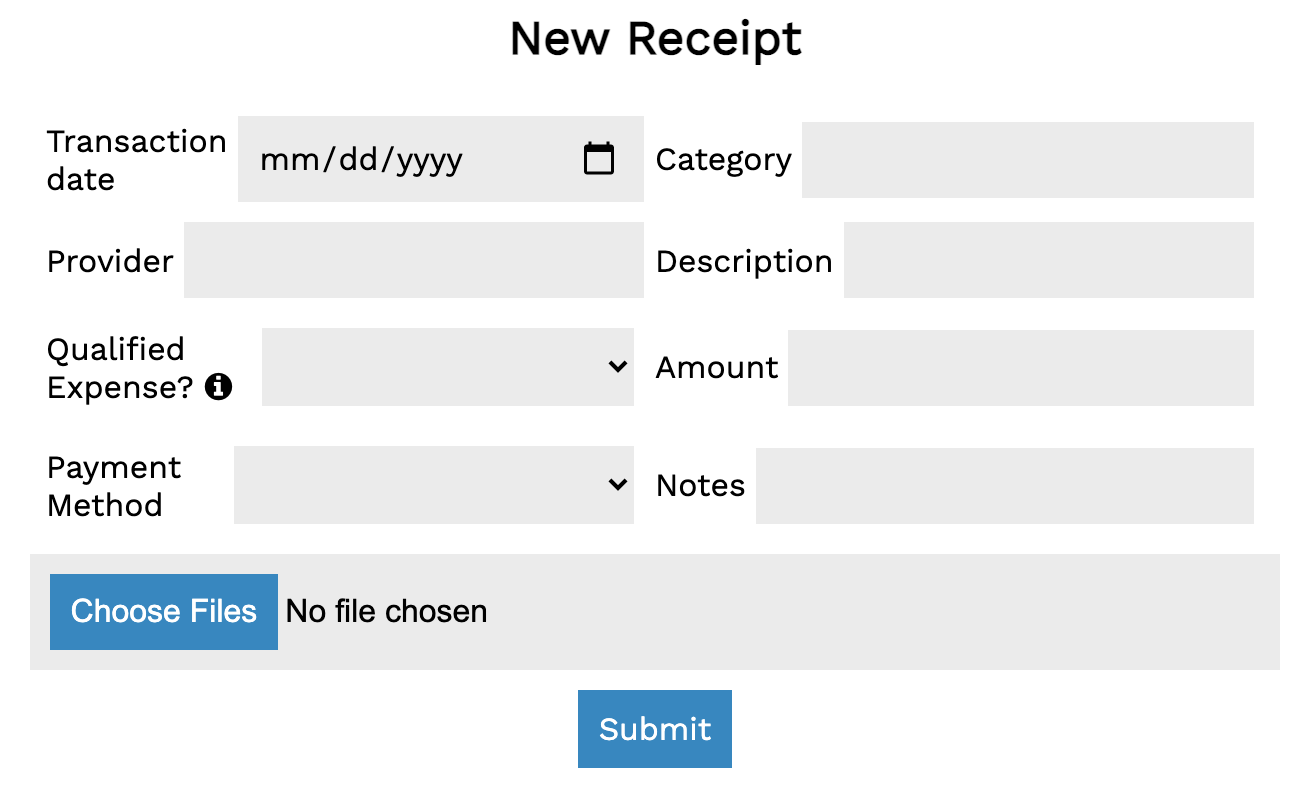 New Receipt
Transaction
date
mm/dd/yyyy
Category
Provider
Description
Qualified
Expense?
Amount
Payment
Method
Notes
Choose Files No file chosen
Submit